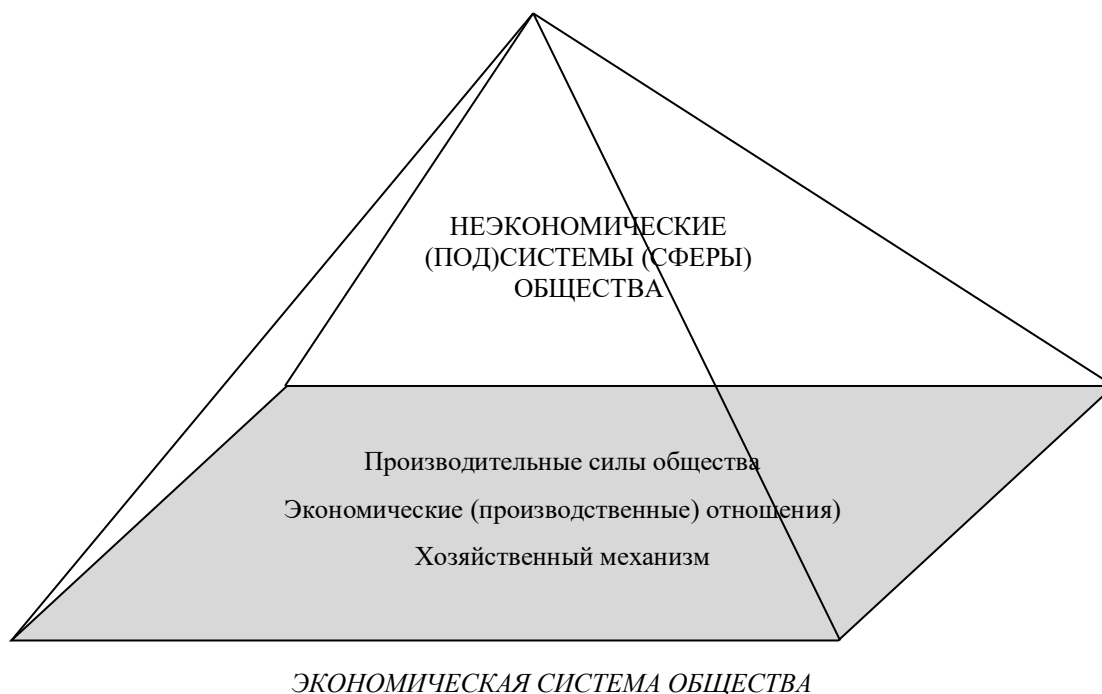 НЕЭКОНОМИЧЕСКИЕ
(ПОД)СИСТЕМЫ (СФЕРЫ)
ОБЩЕСТВА
Производительные силы общества
Экономические (производственные) отношения)
Хозяйственный механизм
ЭКОНОМИЧЕСКАЯ СИСТЕМА ОБЩЕСТВА